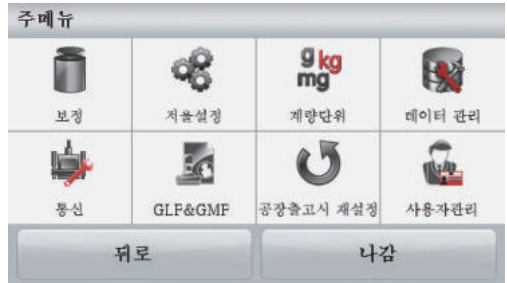 주메뉴
g kg
mg
보정
저울설정
계량단위
데이터 관리
통신
GLP&GMP
공장출고시 재설정
사용자관리
뒤로
나감